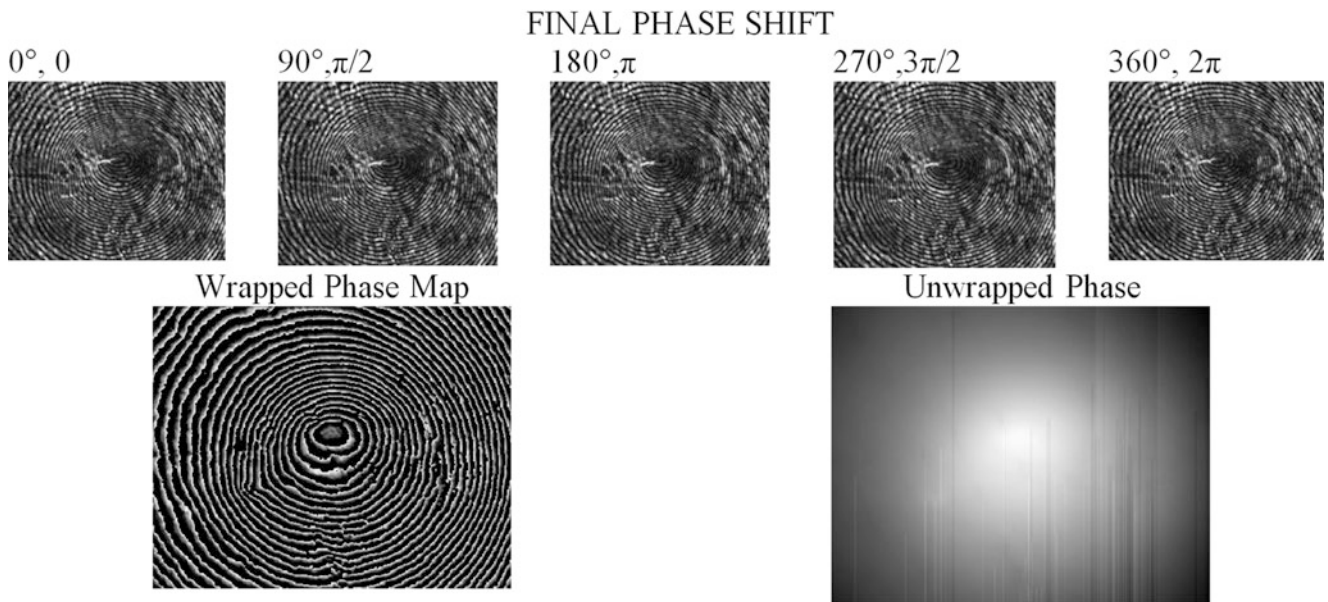 FINAL PHASE SHIFT
0°, 0
90°,π/2
180°,π
270°,3π/2
360°, 2π
Wrapped Phase Map
Unwrapped Phase